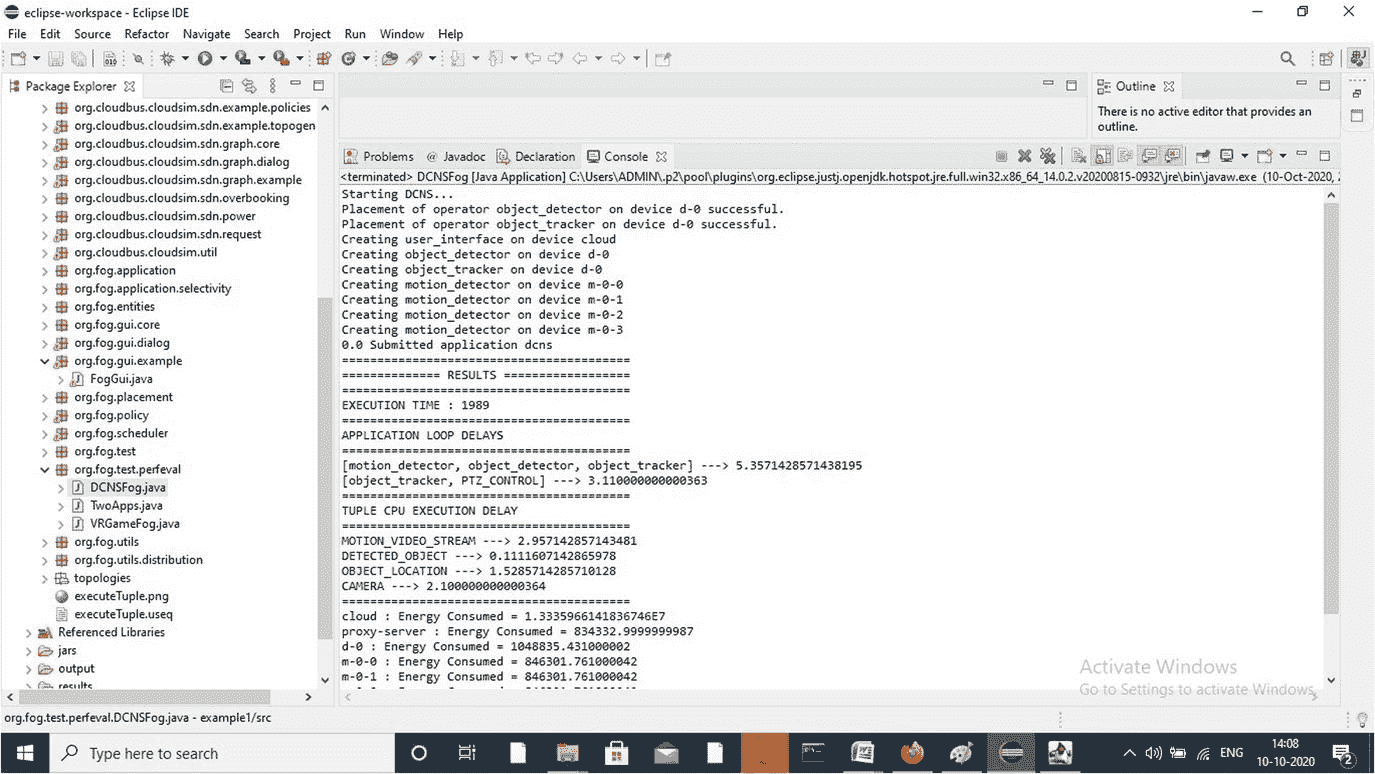 eclipse-workspace - Eclipse IDE
File Edit Source Refactor Navigate Search Project Run Window Help
Package Explorer
org.cloudbus.cloudsim.sdn.example.policies
org.cloudbus.cloudsim.sdn.example.topogen
org.cloudbus.cloudsim.sdn.graph.core
org.cloudbus.cloudsim.sdn.graph.dialog
org.cloudbus.cloudsim.sdn.graph.example
org.cloudbus.cloudsim.sdn.overbooking
org.cloudbus.cloudsim.sdn.power
org.cloudbus.cloudsim.sdn.request
org.cloudbus.cloudsim.util
org.fog.application
org.fog.application.selectivity
org.fog.entities
org.fog.gui.core
org.fog.gui.dialog
org.fog.gui.example
FogGui.java
org.fog.placement
org.fog.policy
org.fog.scheduler
org.fog.test
org.fog.test.perfeval
DCNSFog.java
TwoApps.java
VRGameFog.java
org.fog.utils
org.fog.utils.distribution
topologies
executeTuple.png
executeTuple.useq
Referenced Libraries
jars
output
results
Outline
There is no active editor that provides an
outline.
Problems @ Javadoc Declaration Console
<terminated> DCNSFog [Java Application] C:\Users\ADMIN\.p2\pool\plugins\org.eclipse.justj.openjdk.hotspot.jre.full.win32.x86_64_14.0.2.v20200815-0932\jre\bin\javaw.exe (10-Oct-2020,
Starting DCNS...
Placement of operator object_detector on device d-0 successful.
Placement of operator object_tracker on device d-0 successful.
Creating user_interface on device cloud
Creating object_detector on device d-0
Creating object_tracker on device d-0
Creating motion_detector on device m-0-0
Creating motion_detector on device m-0-1
Creating motion_detector on device m-0-2
Creating motion_detector on device m-0-3
0.0 Submitted application dcns
=========================================
============== RESULTS ==================
=========================================
EXECUTION TIME : 1989
=========================================
APPLICATION LOOP DELAYS
=========================================
[motion_detector, object_detector, object_tracker] ---> 5.3571428571438195
[object_tracker, PTZ_CONTROL] ---> 3.110000000000363
=========================================
TUPLE CPU EXECUTION DELAY
=========================================
MOTION_VIDEO_STREAM ---> 2.957142857143481
DETECTED_OBJECT ---> 0.1111607142865978
OBJECT_LOCATION ---> 1.5285714285710128
CAMERA ---> 2.100000000000364
=========================================
cloud : Energy Consumed = 1.3335966141836746E7
proxy-server : Energy Consumed = 834332.9999999987
d-0 : Energy Consumed = 1048835.431000002
m-0-0 : Energy Consumed = 846301.761000042
m-0-1 : Energy Consumed = 846301.761000042
Activate Windows
Go to Settings to activate Windows.
org.fog.test.perfeval.DCNSFog.java - example1/src
Type here to search
ENG
14:08
10-10-2020
2